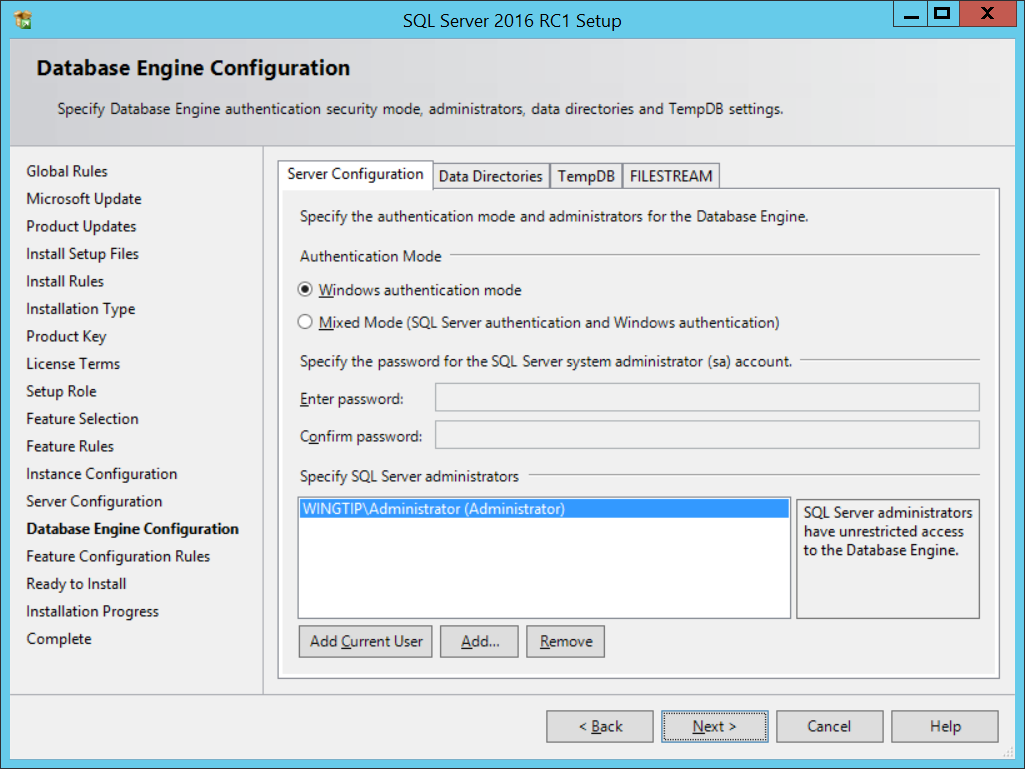 SQL Server 2016 RC1 Setup
Database Engine Configuration
Specify Database Engine authentication security mode, administrators, data directories and TempDB settings.
Global Rules
Microsoft Update
Product Updates
Install Setup Files
Install Rules
Installation Type
Product Key
License Terms
Setup Role
Feature Selection
Feature Rules
Instance Configuration
Server Configuration
Database Engine Configuration
Feature Configuration Rules
Ready to Install
Installation Progress
Complete
Server Configuration Data Directories TempDB FILESTREAM
Specify the authentication mode and administrators for the Database Engine.
Authentication Mode
Windows authentication mode
Mixed Mode (SQL Server authentication and Windows authentication)
Specify the password for the SQL Server system administrator (sa) account.
Enter password:
Confirm password:
Specify SQL Server administrators
WINGTIP\Administrator (Administrator)
SQL Server administrators
have unrestricted access
to the Database Engine.
Add Current User Add... Remove
< Back Next > Cancel Help